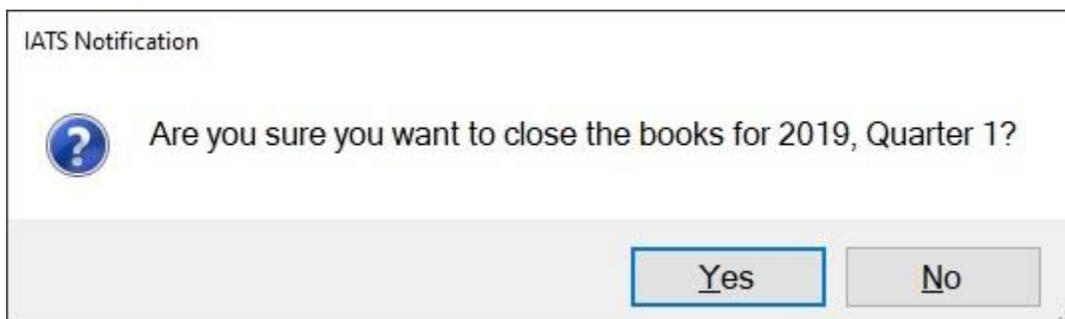 IATS Notification
Are you sure you want to close the books for 2019, Quarter 1?
Yes No